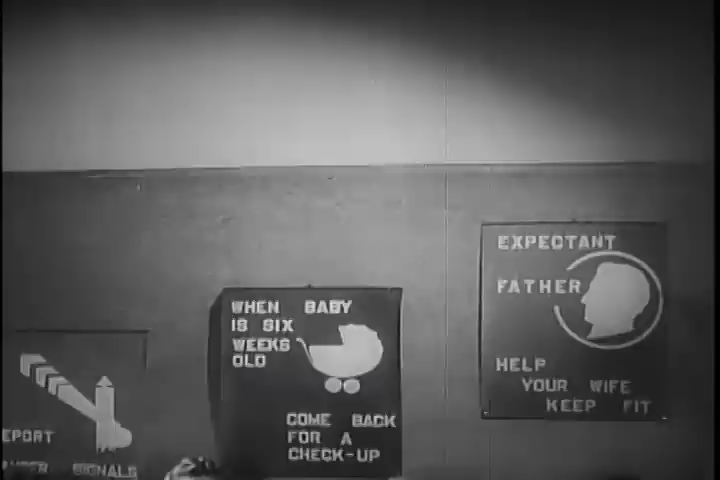 EXPECTANT
FATHER
HELP
YOUR WIFE
KEEP FIT
WHEN BABY
IS SIX
WEEKS
OLD
COME BACK
FOR A
CHECK-UP
EPORT
SIGNALS